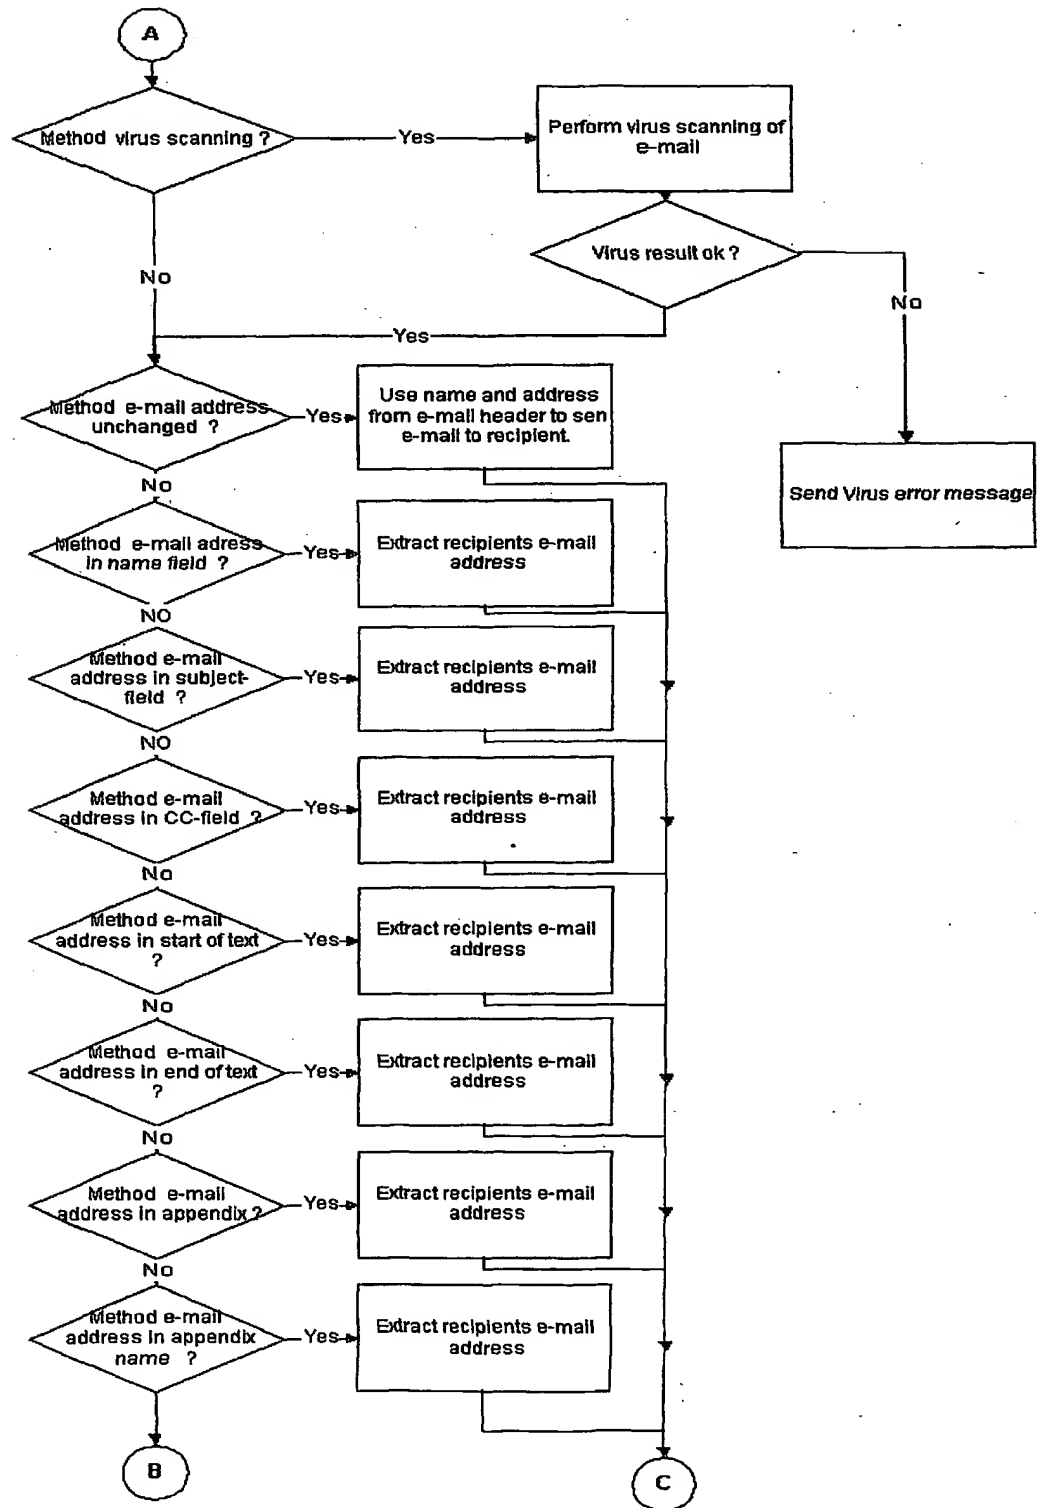 A
Method virus scanning ?
Yes
Perform virus scanning of
e-mail
Virus result ok ?
No
No
Yes
Method e-mail address
unchanged ?
Yes
Use name and address
from e-mail header to sen
e-mail to recipient.
Send Virus error message
No
Method e-mail adress
in name field ?
Yes
Extract recipients e-mail
address
NO
Method e-mail
address in subject-
field ?
Yes
Extract recipients e-mail
address
NO
Method e-mail
address in CC-field ?
Yes
Extract recipients e-mail
address
No
Method e-mail
address in start of text
?
Yes
Extract recipients e-mail
address
No
Method e-mail
address in end of text
?
Yes
Extract recipients e-mail
address
No
Method e-mail
address in appendix ?
Yes
Extract recipients e-mail
address
No
Method e-mail
address in appendix
name ?
Yes
Extract recipients e-mail
address
B
C